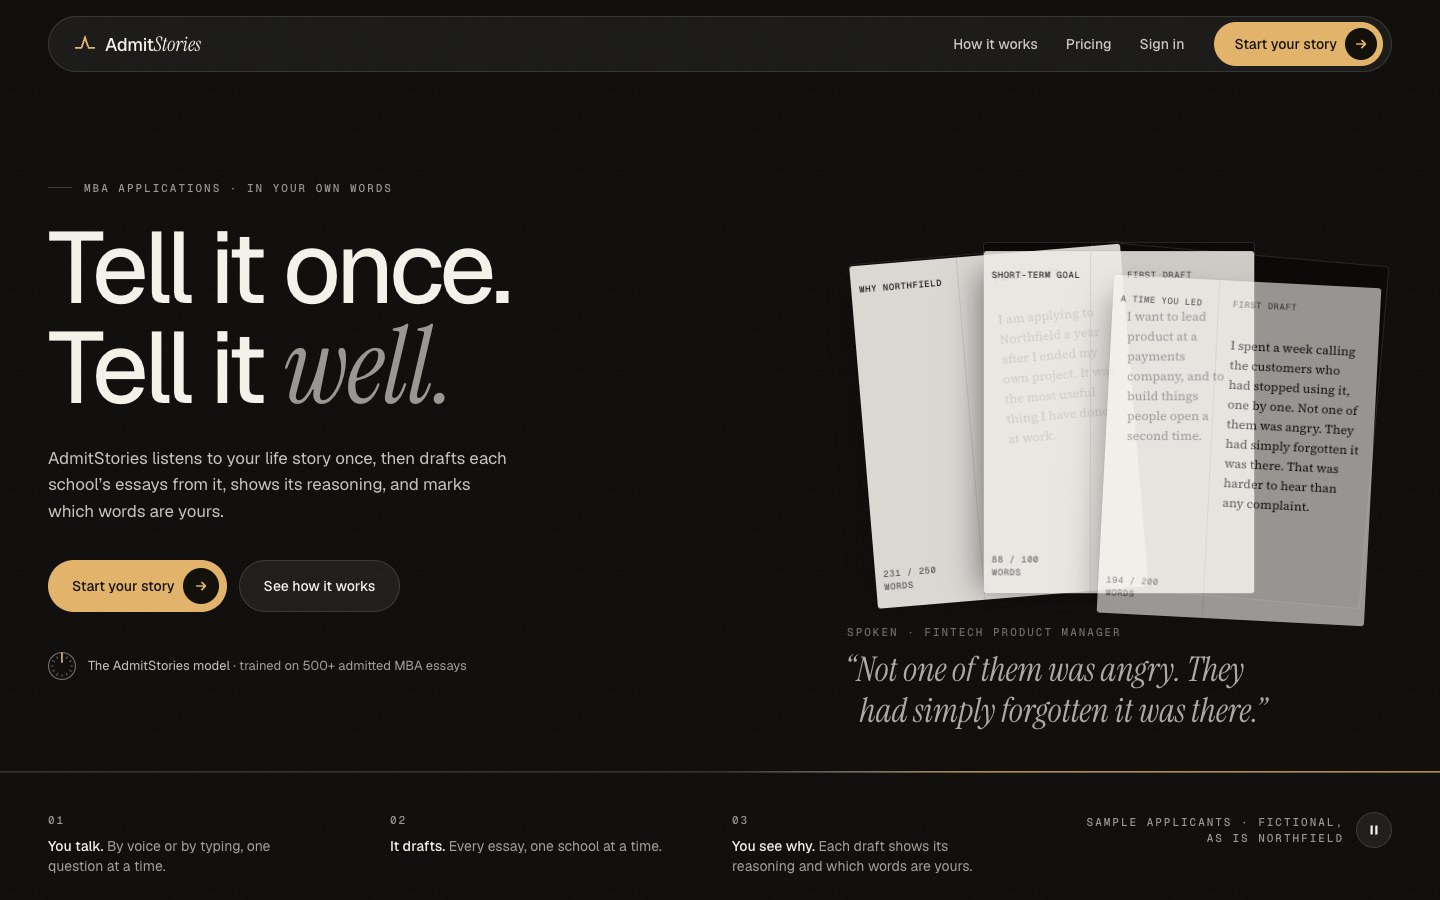 AdmitStories
How it works
Pricing
Sign in
Start your story
MBA APPLICATIONS · IN YOUR OWN WORDS
Tell it once.
Tell it well.
AdmitStories listens to your life story once, then drafts each
school’s essays from it, shows its reasoning, and marks
which words are yours.
Start your story
See how it works
The AdmitStories model · trained on 500+ admitted MBA essays
WHY NORTHFIELD
I am applying to
Northfield a year
after I ended my
own project. It was
the most useful
thing I have done
at work.
231 / 250
WORDS
SHORT-TERM GOAL
FIRST DRAFT
I want to lead
product at a
payments
company, and to
build things
people open a
second time.
88 / 100
WORDS
A TIME YOU LED
FIRST DRAFT
I spent a week calling
the customers who
had stopped using it,
one by one. Not one of
them was angry. They
had simply forgotten it
was there. That was
harder to hear than
any complaint.
194 / 200
WORDS
SPOKEN · FINTECH PRODUCT MANAGER
“Not one of them was angry. They
had simply forgotten it was there.”
01
You talk. By voice or by typing, one
question at a time.
02
It drafts. Every essay, one school at a time.
03
You see why. Each draft shows its
reasoning and which words are yours.
SAMPLE APPLICANTS · FICTIONAL,
AS IS NORTHFIELD